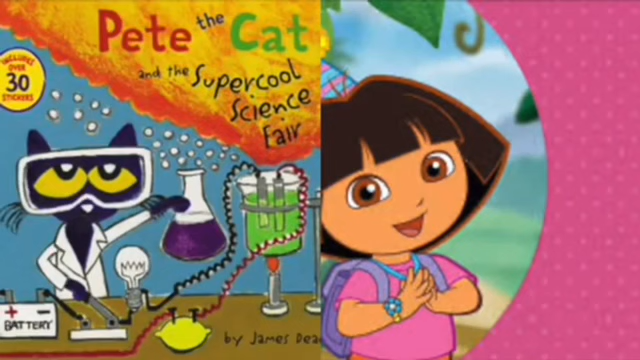 Pete the Cat
and the Supercool
Science
Fair
INCLUDES
OVER
30
STICKERS
+ −
BATTERY
by James Dea